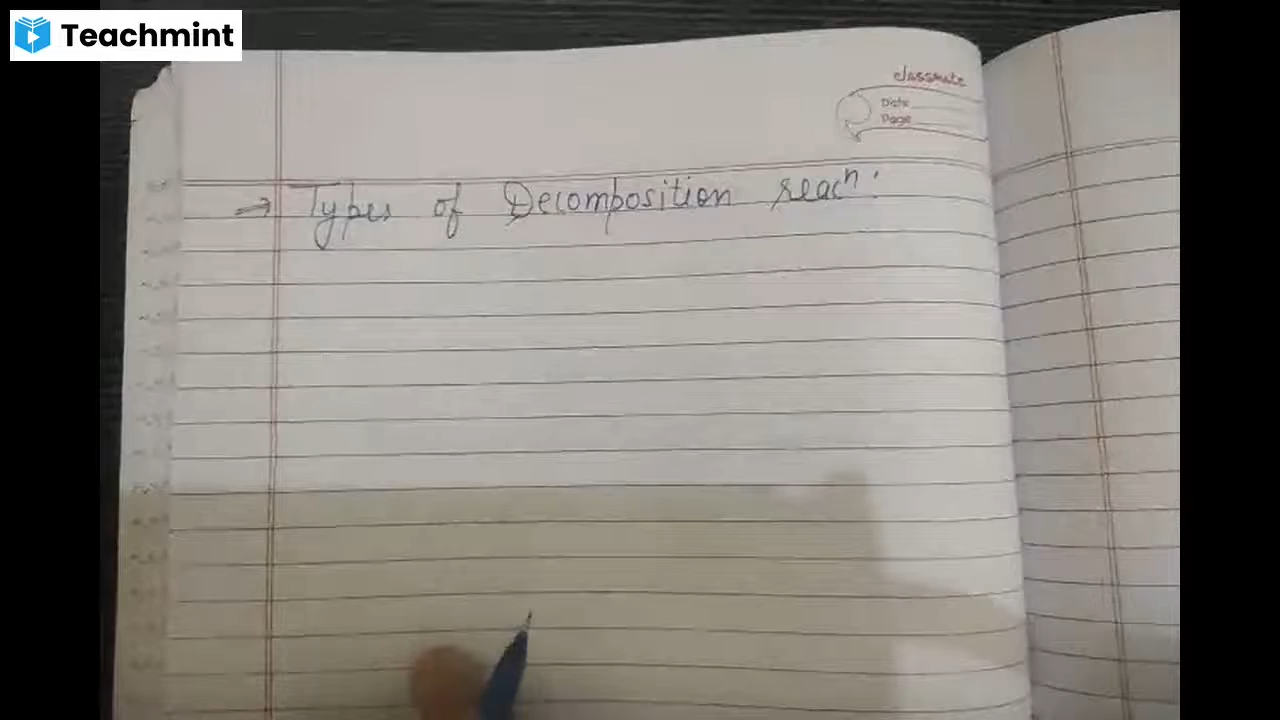 Teachmint
classmate
Date
Page
⇒ Types of Decomposition reacⁿ.